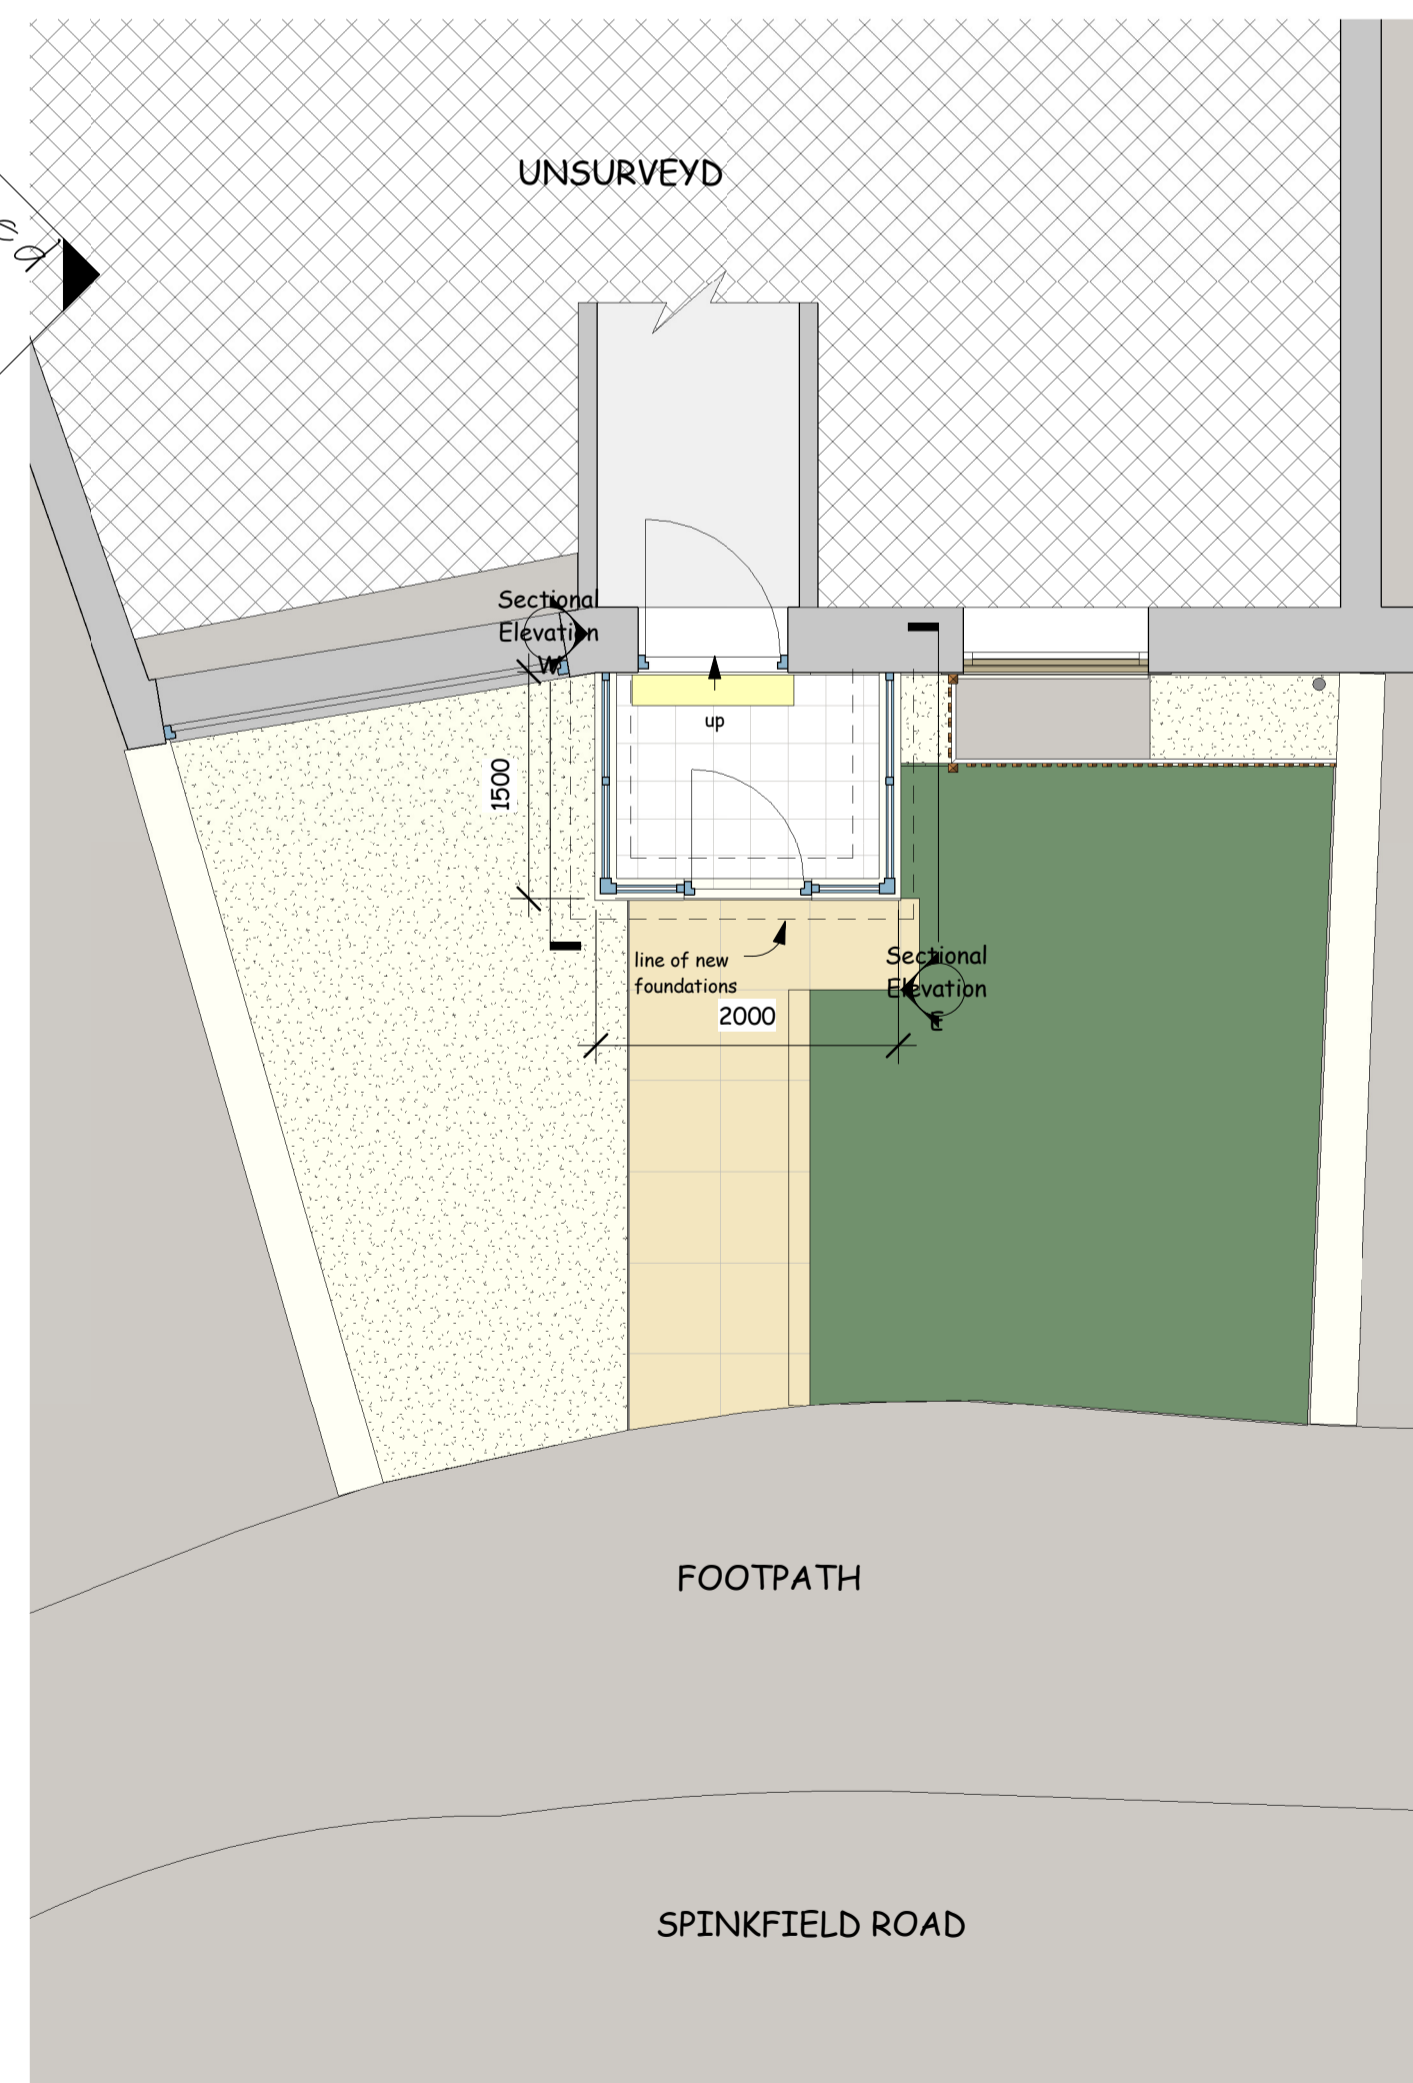 UNSURVEYD
Sectional
Elevation
W
up
1500
line of new
foundations
Sectional
Elevation
E
2000
FOOTPATH
SPINKFIELD ROAD